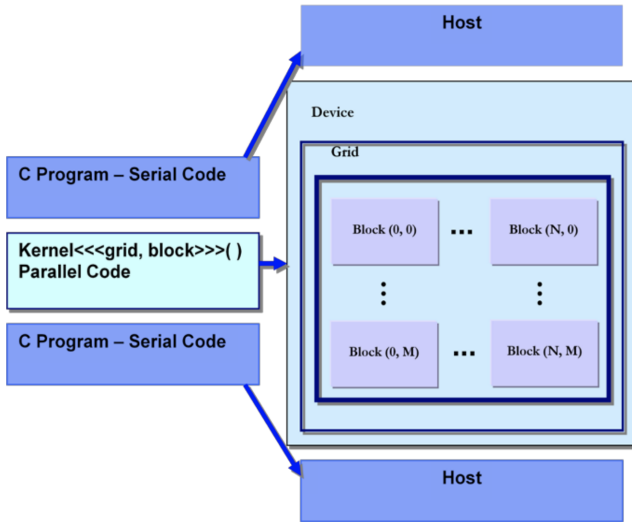 Host
Device
Grid
C Program – Serial Code
Kernel<<<grid, block>>>( )
Parallel Code
C Program – Serial Code
Block (0, 0) ... Block (N, 0)
Block (0, M) ... Block (N, M)
Host